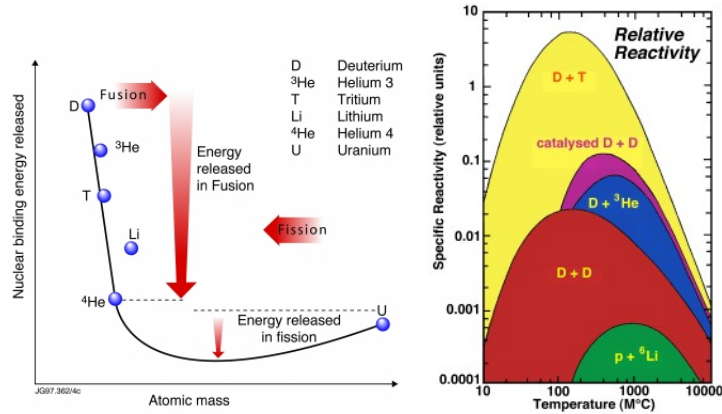 D Deuterium
³He Helium 3
T Tritium
Li Lithium
⁴He Helium 4
U Uranium
Nuclear binding energy released
D
Fusion
³He
T
Li
⁴He
Energy
released
in Fusion
Fission
U
Energy released
in fission
JG97.362/4c
Atomic mass
Relative
Reactivity
Specific Reactivity (relative units)
10
1
0.1
0.01
0.001
0.0001
D + T
catalysed D + D
D + ³He
D + D
p + ⁶Li
10
100
1000
10000
Temperature (M°C)